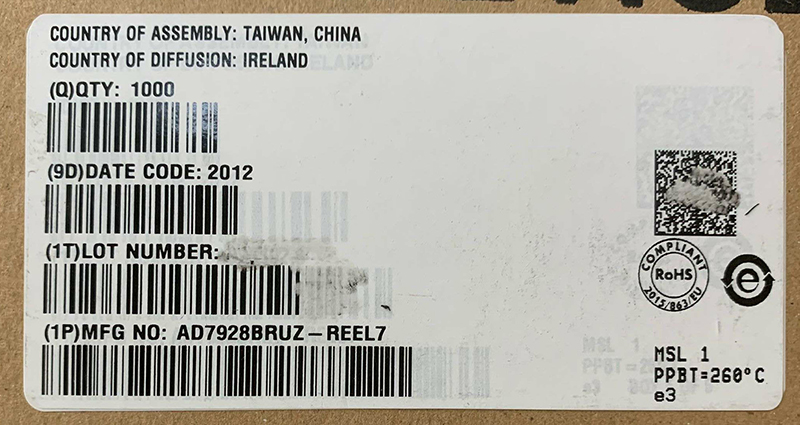 COUNTRY OF ASSEMBLY: TAIWAN, CHINA
COUNTRY OF DIFFUSION: IRELAND
(Q)QTY: 1000
(9D)DATE CODE: 2012
(1T)LOT NUMBER:
(1P)MFG NO: AD7928BRUZ-REEL7
COMPLIANT
RoHS
2015/863/EU
e
MSL 1
PPBT=260°C
e3